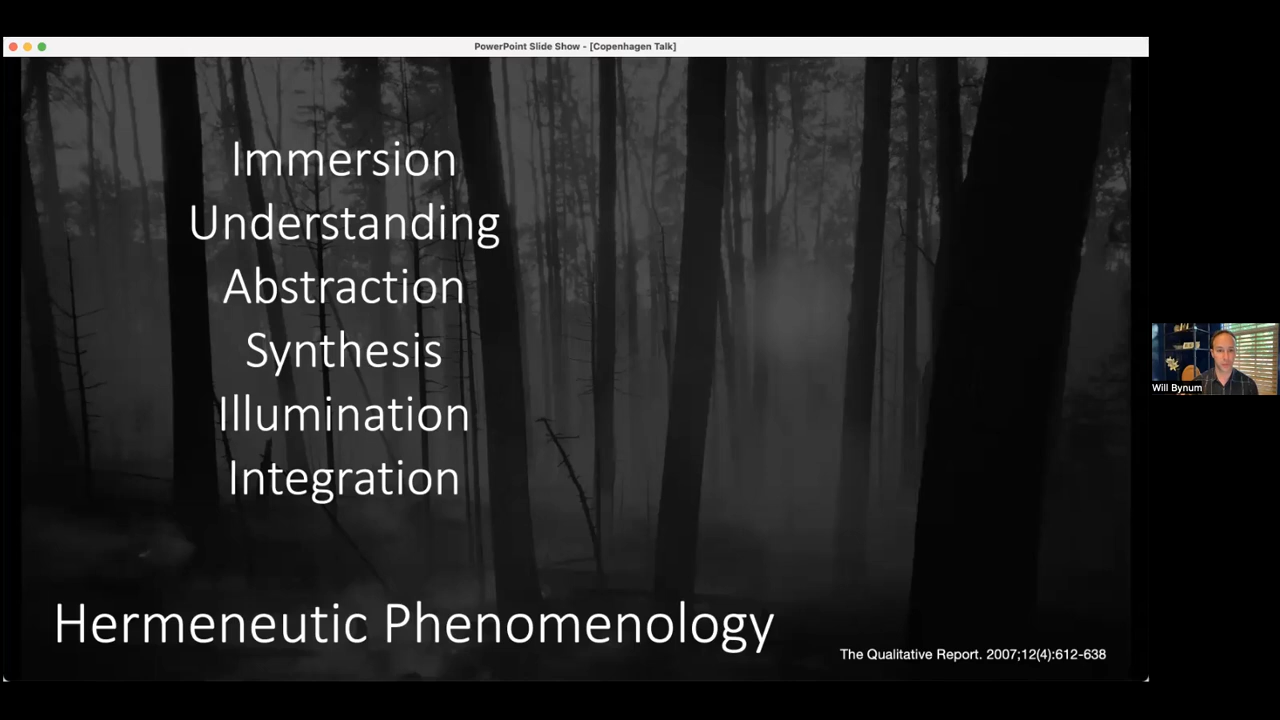 PowerPoint Slide Show - [Copenhagen Talk]
Immersion
Understanding
Abstraction
Synthesis
Illumination
Integration
Hermeneutic Phenomenology
The Qualitative Report. 2007;12(4):612-638
Will Bynum